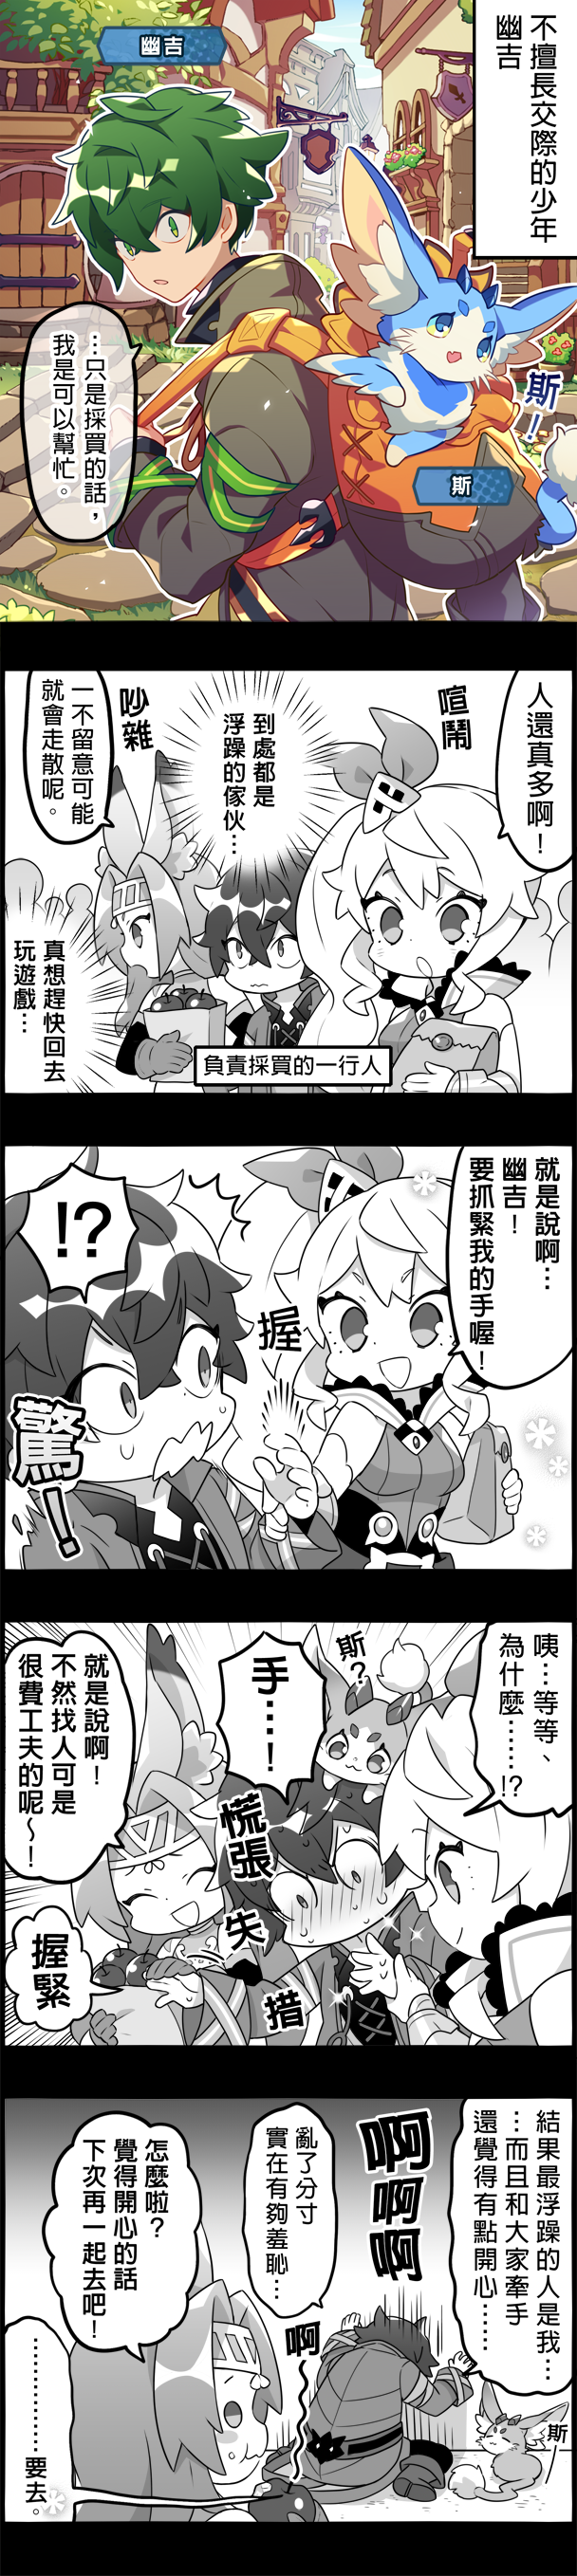 不擅長交際的少年
幽吉
幽吉
斯！
斯
…只是採買的話，
我是可以幫忙。
人還真多啊！
喧鬧
到處都是
浮躁的傢伙…
吵雜
一不留意可能
就會走散呢。
真想趕快回去
玩遊戲…
負責採買的一行人
就是說啊…
幽吉！
要抓緊我的手喔！
握
!?
驚！
咦…等等、
為什麼……!?
斯？
手…！
慌張失措
就是說啊！
不然找人可是
很費工夫的呢～！
握緊
結果最浮躁的人是我…
…而且和大家牽手
還覺得有點開心……
啊啊啊
亂了分寸
實在有夠羞恥…
啊
斯
怎麼啦？
覺得開心的話
下次再一起去吧！
…………要去。